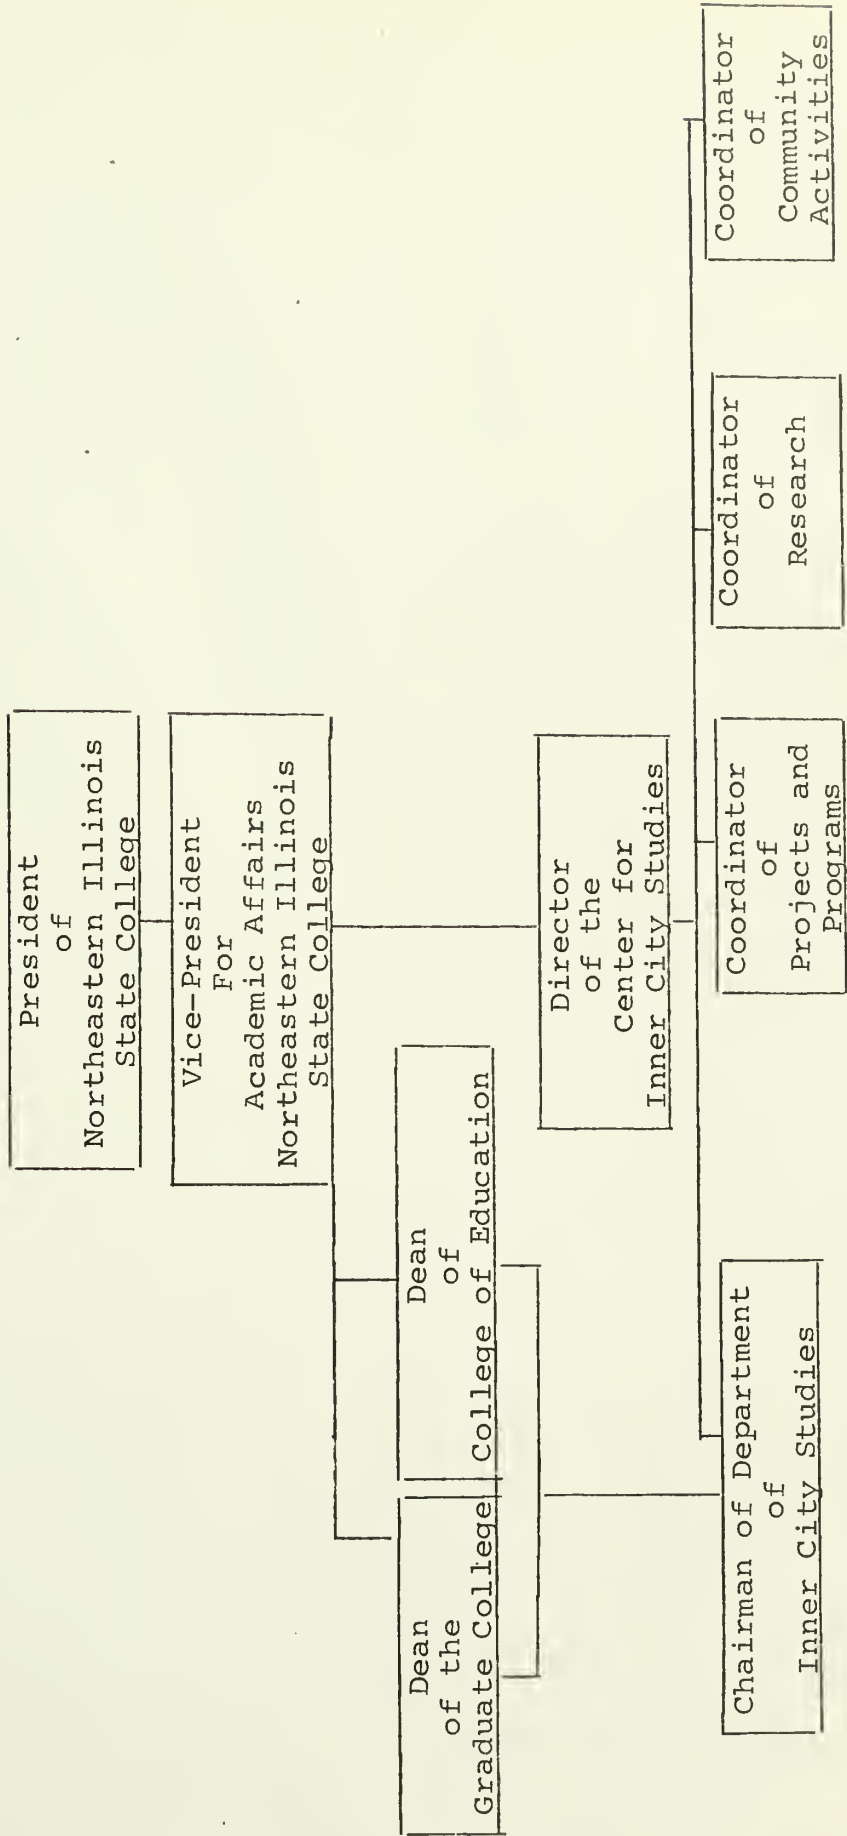 President
of
Northeastern Illinois
State College
Vice-President
For
Academic Affairs
Northeastern Illinois
State College
Dean
of the
Graduate College
Dean
of
College of Education
Director
of the
Center for
Inner City Studies
Chairman of Department
of
Inner City Studies
Coordinator
of
Projects and
Programs
Coordinator
of
Research
Coordinator
of
Community
Activities